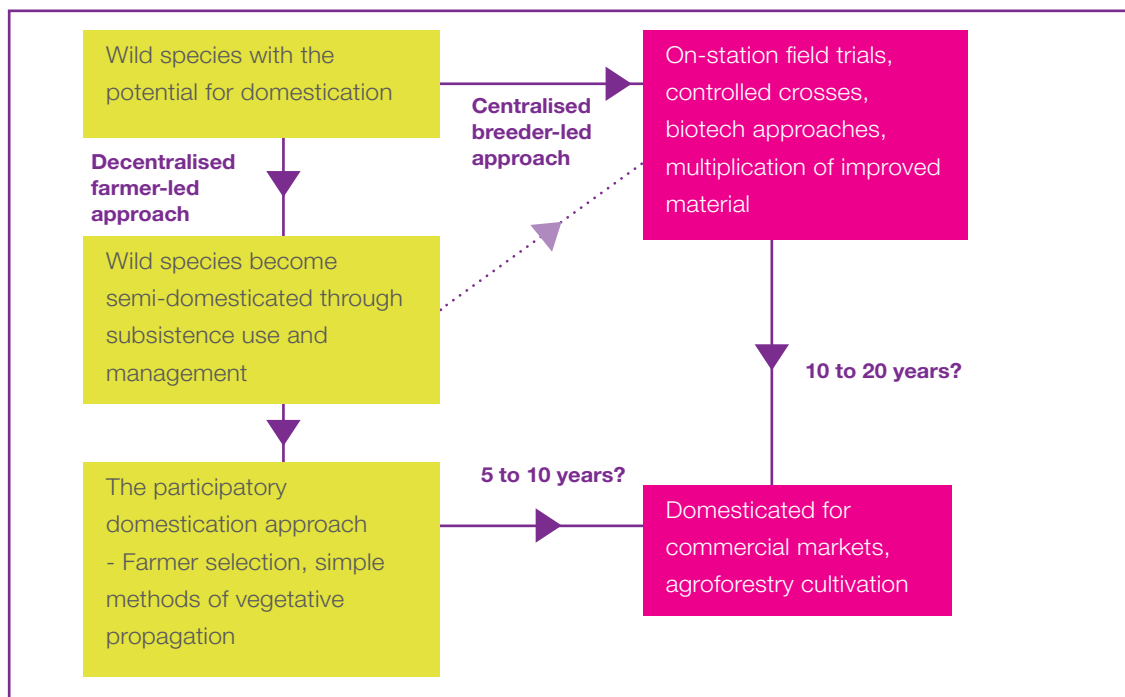 Wild species with the
potential for domestication
On-station field trials,
controlled crosses,
biotech approaches,
multiplication of improved
material
Centralised
breeder-led
approach
Decentralised
farmer-led
approach
Wild species become
semi-domesticated through
subsistence use and
management
10 to 20 years?
The participatory
domestication approach
- Farmer selection, simple
methods of vegetative
propagation
5 to 10 years?
Domesticated for
commercial markets,
agroforestry cultivation